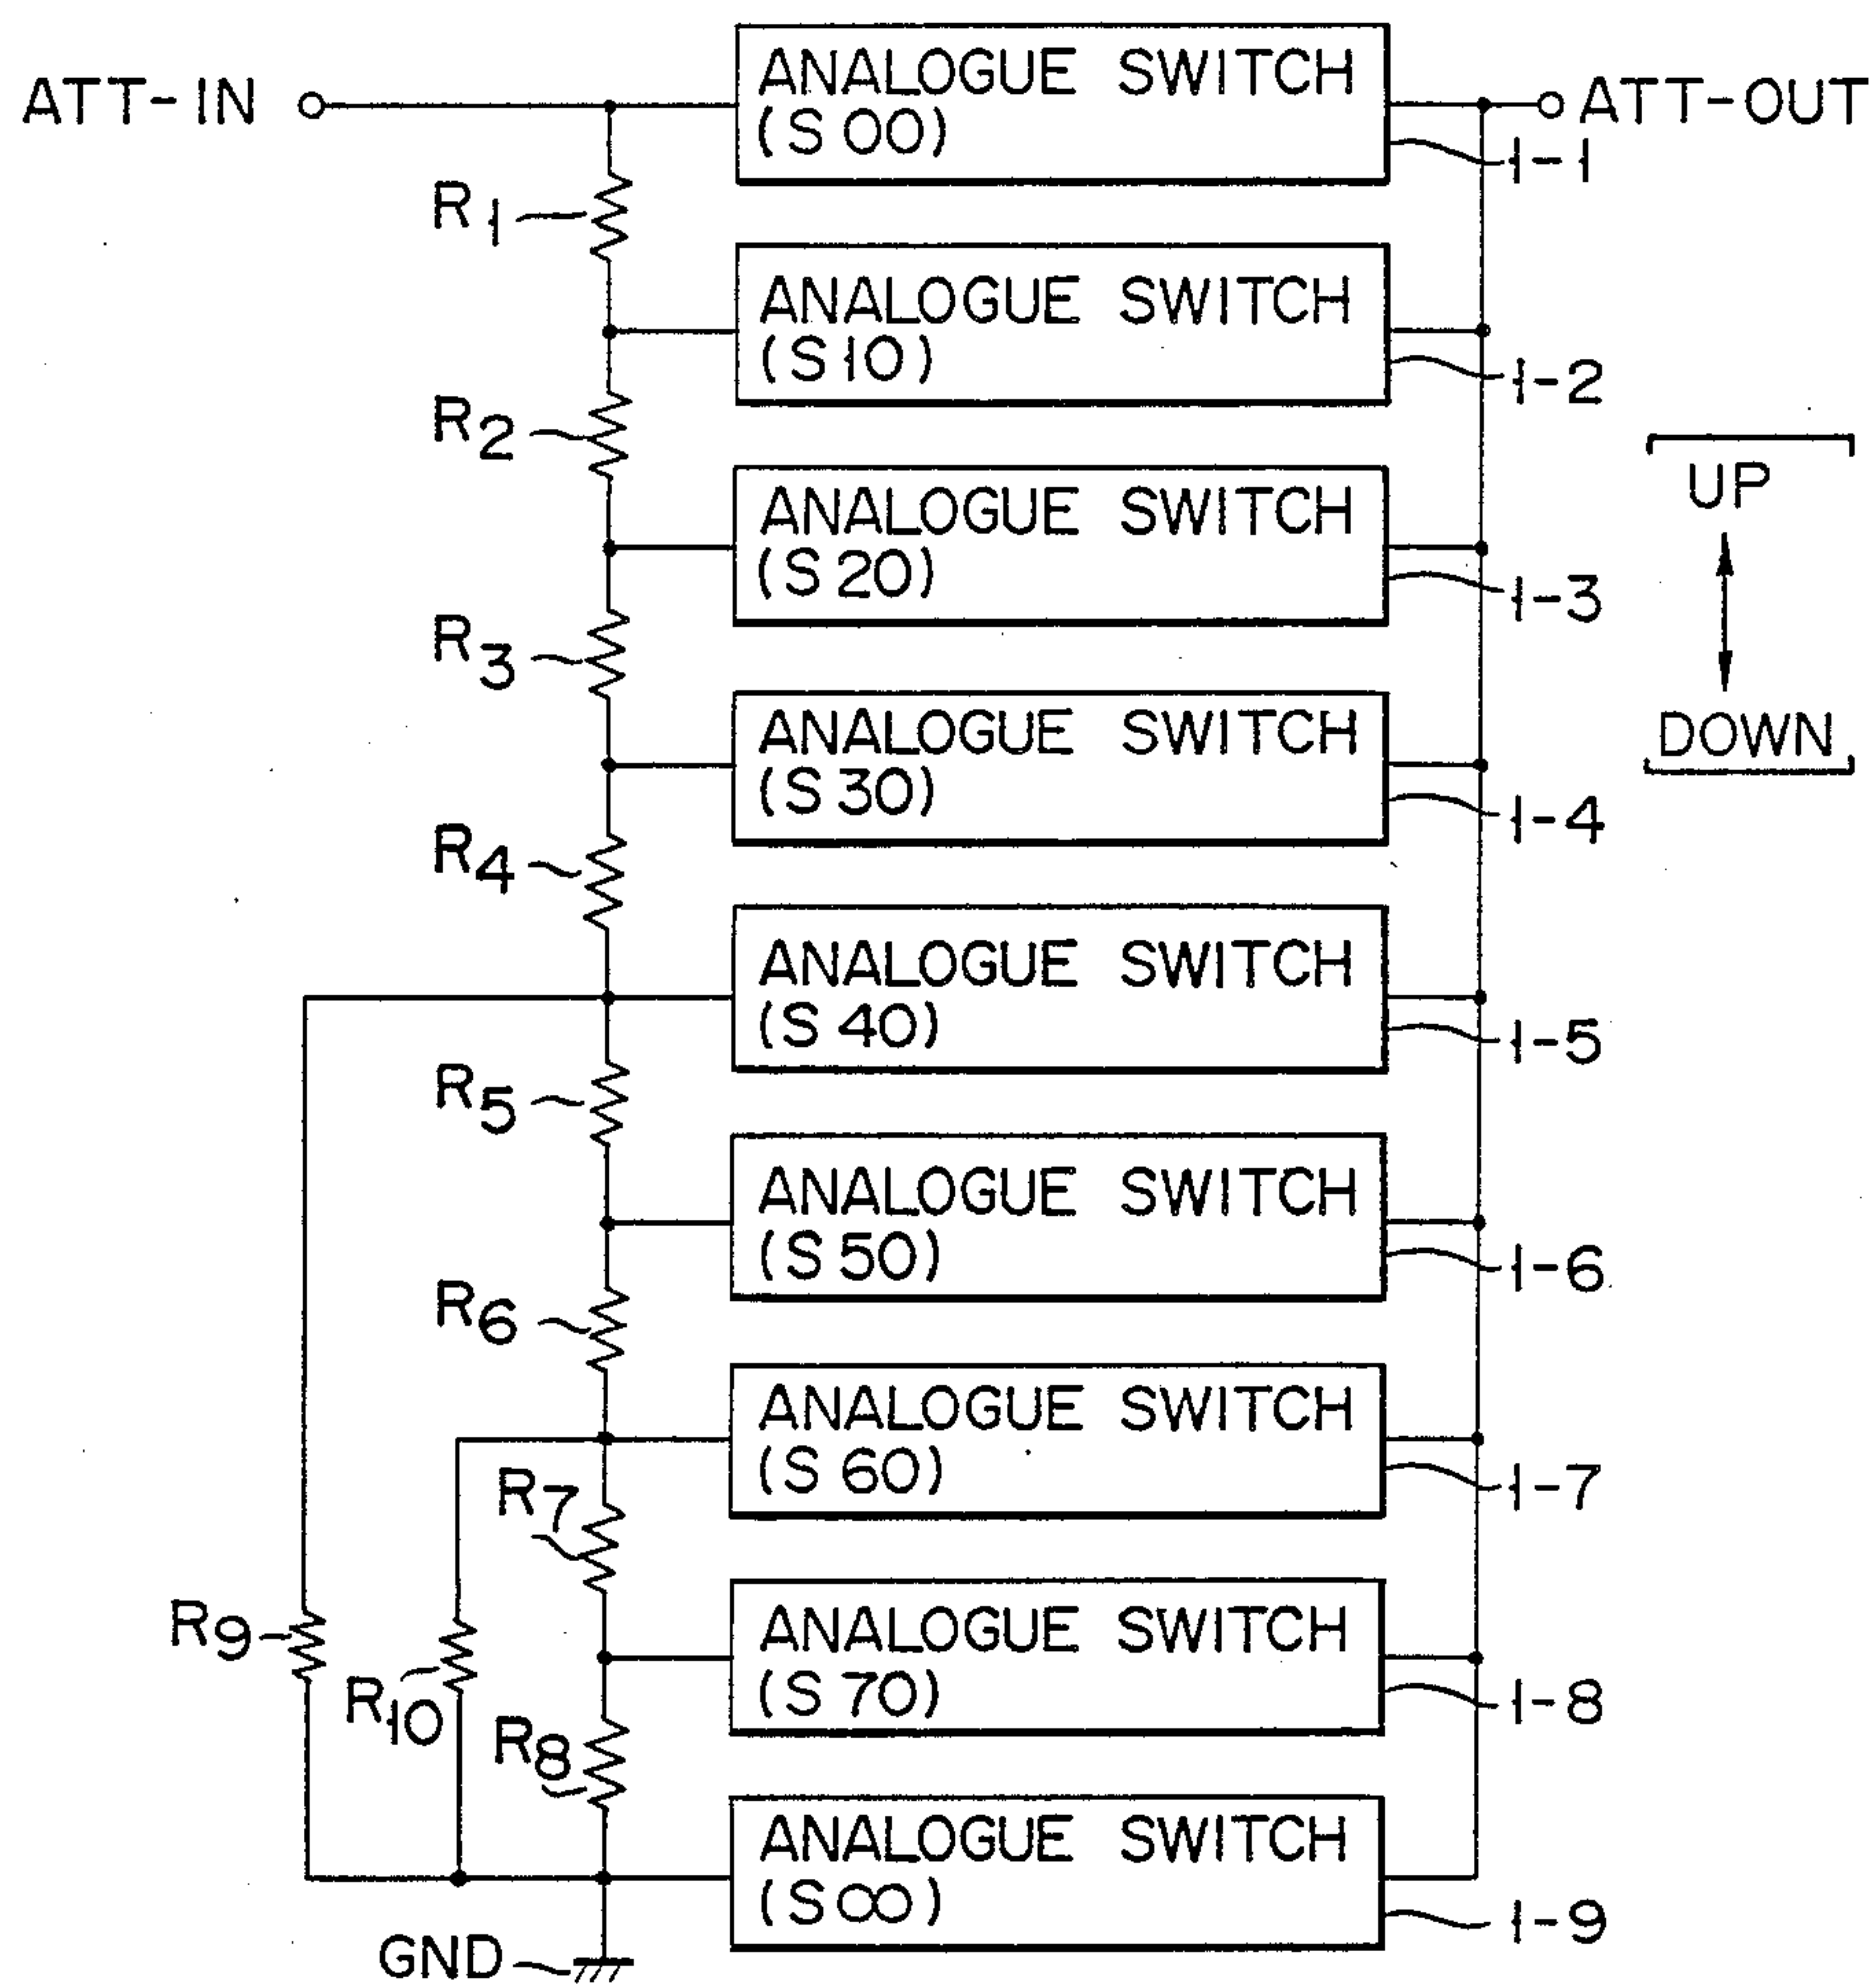 ATT-IN
ANALOGUE SWITCH
(S 00)
ATT-OUT
1-1
R1
ANALOGUE SWITCH
(S 10)
1-2
R2
ANALOGUE SWITCH
(S 20)
1-3
UP
DOWN
R3
ANALOGUE SWITCH
(S 30)
1-4
R4
ANALOGUE SWITCH
(S 40)
1-5
R5
ANALOGUE SWITCH
(S 50)
1-6
R6
ANALOGUE SWITCH
(S 60)
1-7
R7
ANALOGUE SWITCH
(S 70)
1-8
R9
R10
R8
ANALOGUE SWITCH
(S ∞)
1-9
GND